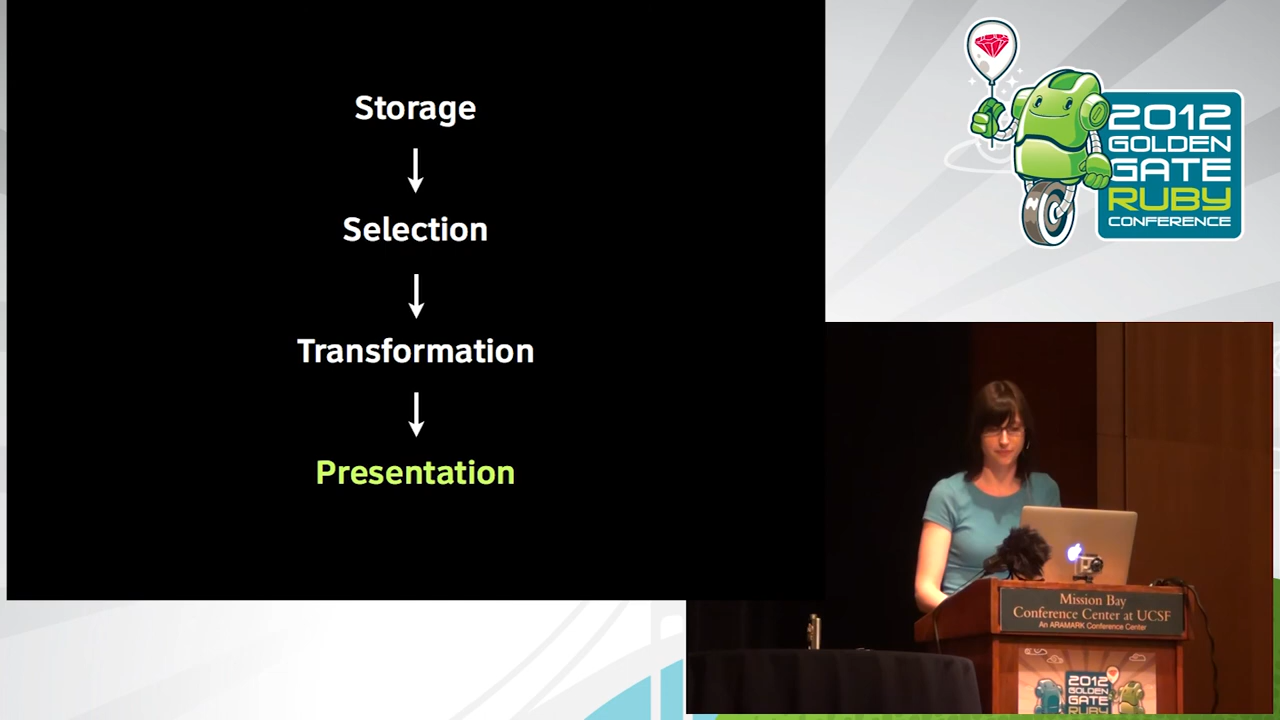 Storage
Selection
Transformation
Presentation
2012
GOLDEN
GATE
RUBY
CONFERENCE
Mission Bay
Conference Center at UCSF
An ARAMARK Conference Center
2012
GOLDEN
GATE
RUBY